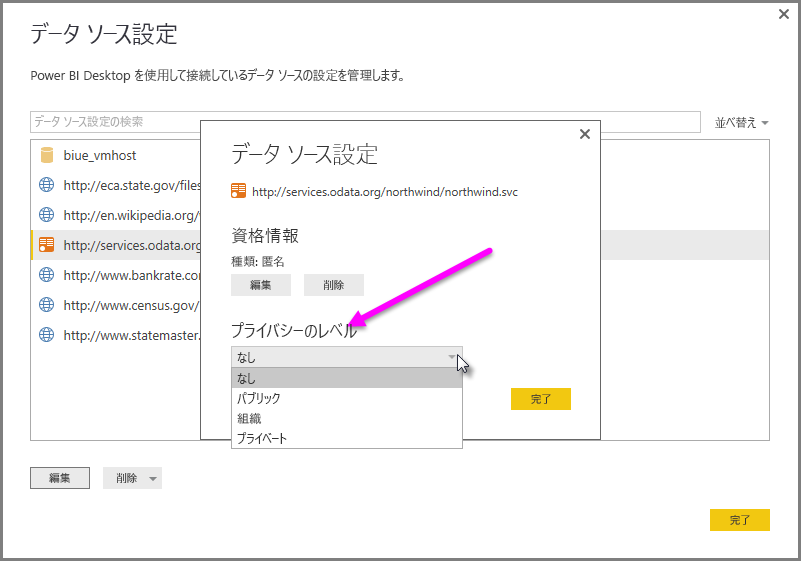 データ ソース設定
Power BI Desktop を使用して接続しているデータ ソースの設定を管理します。
データ ソース設定の検索
並べ替え
biue_vmhost
http://eca.state.gov/files
http://en.wikipedia.org/
http://services.odata.org
http://www.bankrate.co
http://www.census.gov/
http://www.statemaster.
データ ソース設定
http://services.odata.org/northwind/northwind.svc
資格情報
種類: 匿名
編集
削除
プライバシーのレベル
なし
なし
パブリック
組織
プライベート
完了
編集
削除
完了